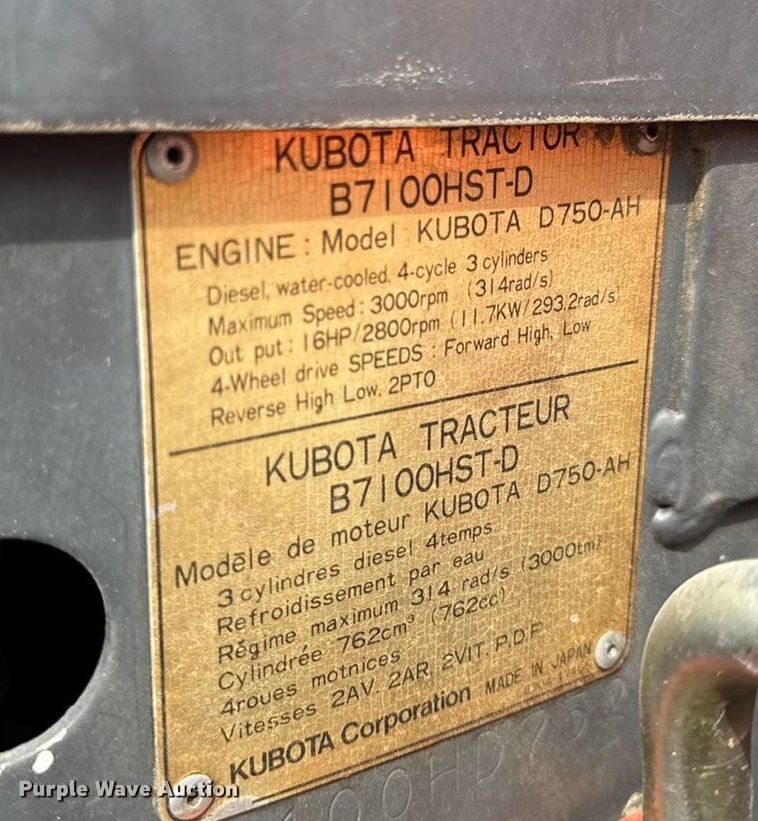 KUBOTA TRACTOR
B7100HST-D
ENGINE: Model KUBOTA D750-AH
Diesel, water-cooled, 4-cycle 3 cylinders
Maximum Speed: 3000rpm (314rad/s)
Out put: 16HP/2800rpm (11.7KW/293.2rad/s)
4-Wheel drive SPEEDS: Forward High, Low
Reverse High Low. 2PTO
KUBOTA TRACTEUR
B7100HST-D
Modēle de moteur KUBOTA D750-AH
3 cylindres diesel 4temps
Refroidissement par eau
Régime maximum 314 rad/s (3000tm)
Cylindrée 762cm³ (762cc)
4roues motnices
Vitesses 2AV. 2AR. 2VIT. P.D.F
KUBOTA Corporation MADE IN JAPAN
Purple Wave Auction